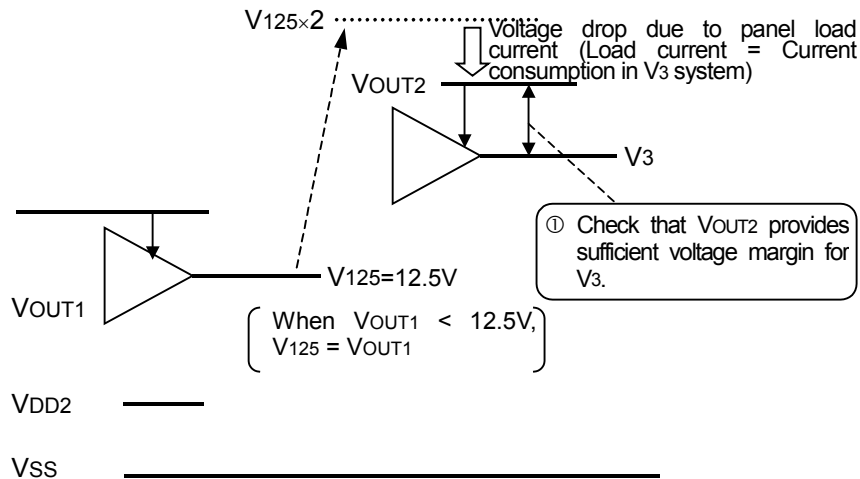 V125×2
Voltage drop due to panel load
current (Load current = Current
consumption in V3 system)
VOUT2
V3
① Check that VOUT2 provides
sufficient voltage margin for
V3.
V125=12.5V
VOUT1
When VOUT1 < 12.5V,
V125 = VOUT1
VDD2
VSS